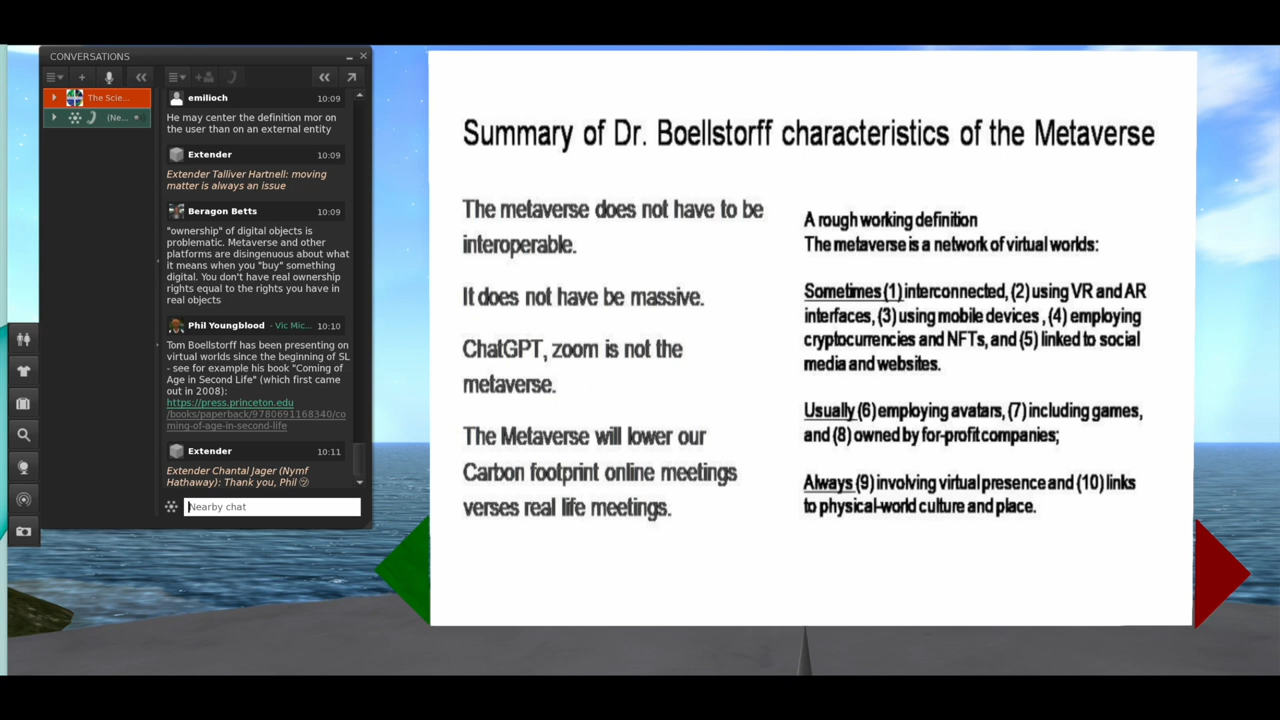 CONVERSATIONS
The Scie...
(Ne...
emilioch 10:09
He may center the definition mor on
the user than on an external entity
Extender 10:09
Extender Talliver Hartnell: moving
matter is always an issue
Beragon Betts 10:09
"ownership" of digital objects is
problematic. Metaverse and other
platforms are disingenuous about what
it means when you "buy" something
digital. You don't have real ownership
rights equal to the rights you have in
real objects
Phil Youngblood - Vic Mic... 10:10
Tom Boellstorff has been presenting on
virtual worlds since the beginning of SL
- see for example his book "Coming of
Age in Second Life" (which first came
out in 2008):
https://press.princeton.edu
/books/paperback/9780691168340/co
ming-of-age-in-second-life
Extender 10:11
Extender Chantal Jager (Nymf
Hathaway): Thank you, Phil
Nearby chat
Summary of Dr. Boellstorff characteristics of the Metaverse
The metaverse does not have to be
interoperable.
It does not have be massive.
ChatGPT, zoom is not the
metaverse.
The Metaverse will lower our
Carbon footprint online meetings
verses real life meetings.
A rough working definition
The metaverse is a network of virtual worlds:
Sometimes (1) interconnected, (2) using VR and AR
interfaces, (3) using mobile devices , (4) employing
cryptocurrencies and NFTs, and (5) linked to social
media and websites.
Usually (6) employing avatars, (7) including games,
and (8) owned by for-profit companies;
Always (9) involving virtual presence and (10) links
to physical-world culture and place.